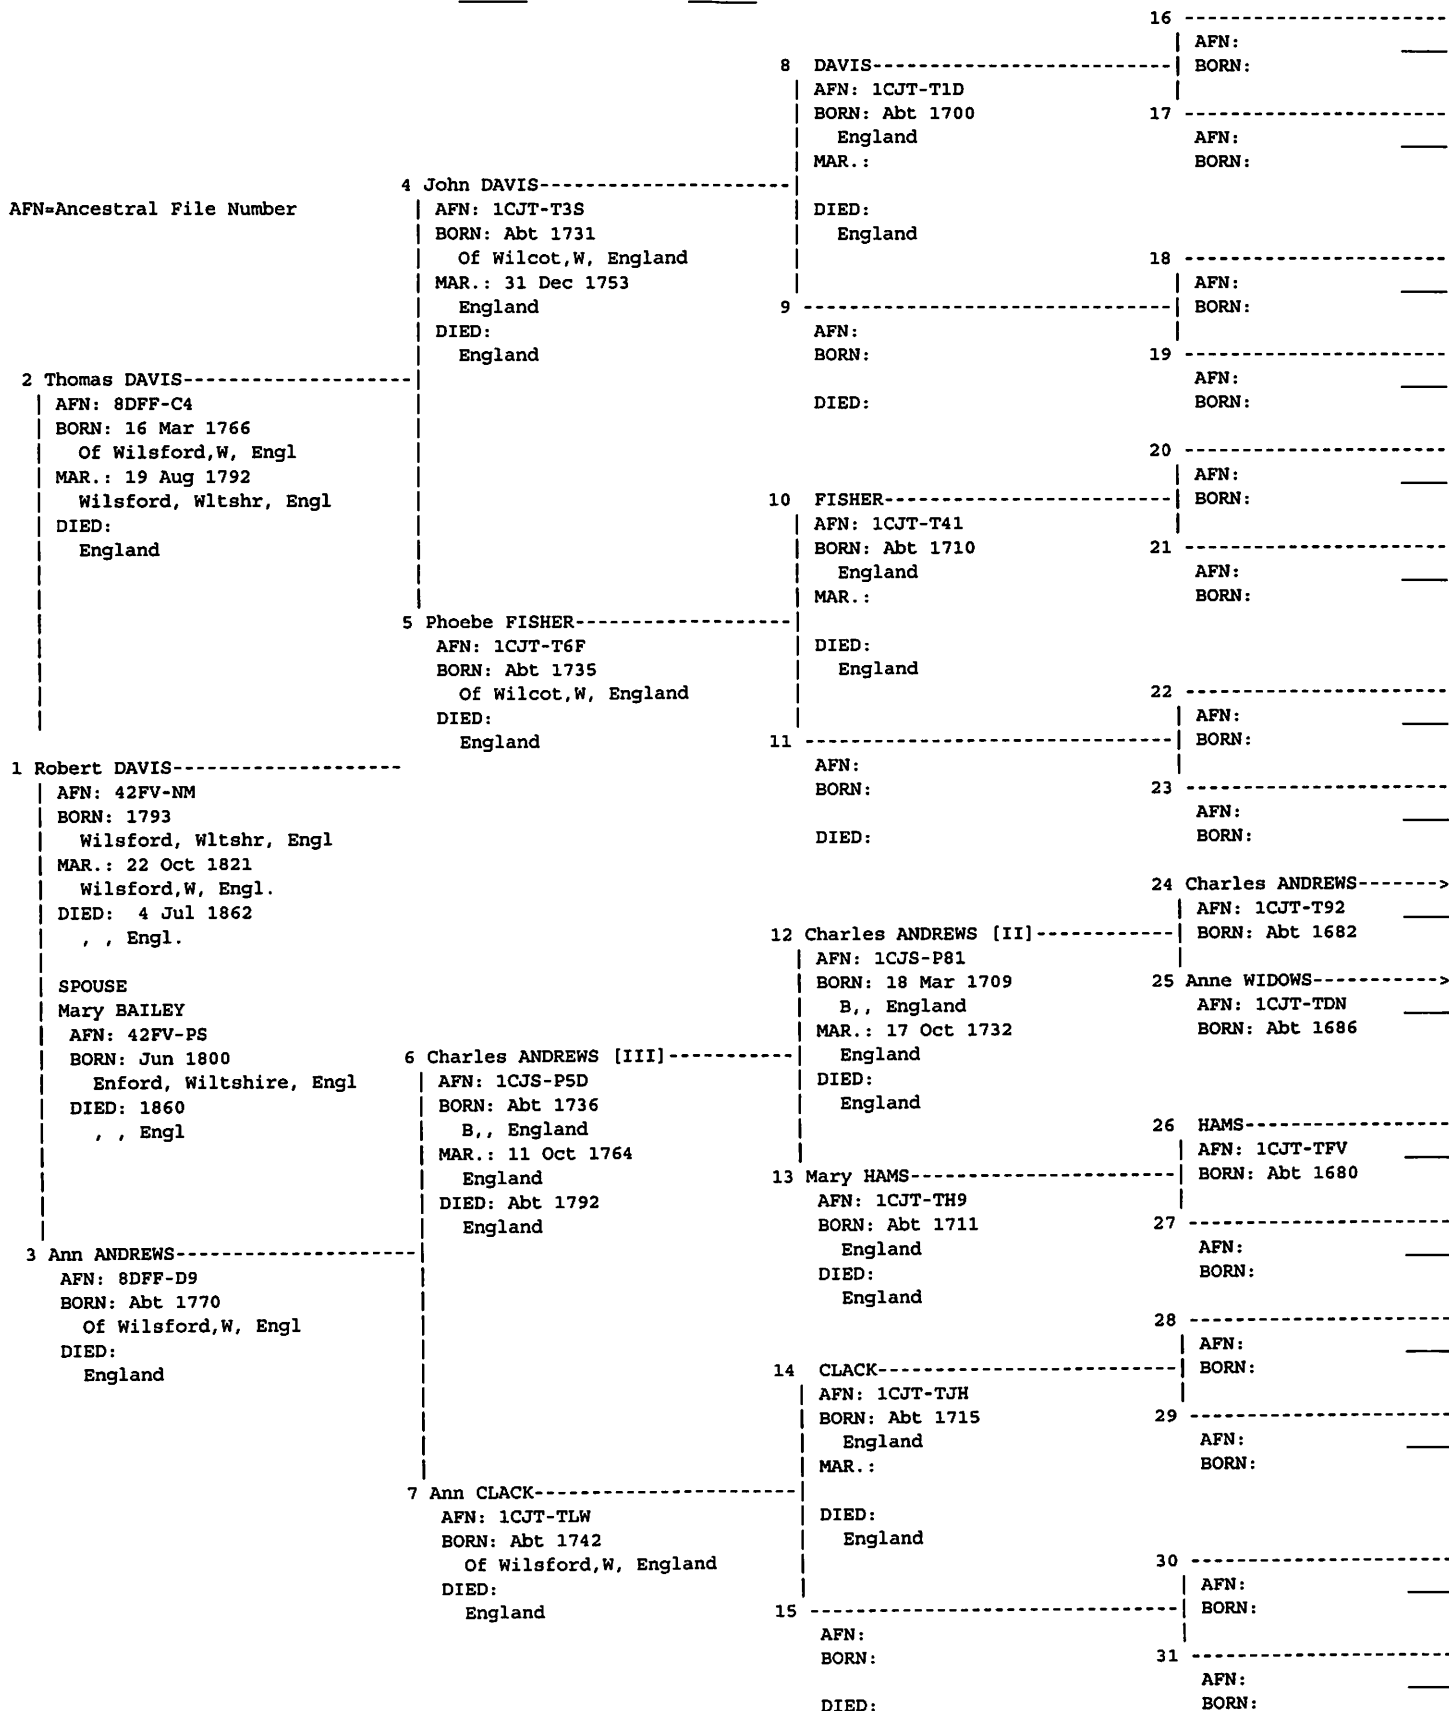 16 ----------------------
AFN:
BORN:
8 DAVIS--------------------------
AFN: 1CJT-T1D
BORN: Abt 1700
England
MAR.:
DIED:
England
17 ----------------------
AFN:
BORN:
4 John DAVIS----------------------
AFN: 1CJT-T3S
BORN: Abt 1731
Of Wilcot,W, England
MAR.: 31 Dec 1753
England
DIED:
England
AFN=Ancestral File Number
18 ----------------------
AFN:
BORN:
9 --------------------------------
AFN:
BORN:
DIED:
19 ----------------------
AFN:
BORN:
2 Thomas DAVIS--------------------
AFN: 8DFF-C4
BORN: 16 Mar 1766
Of Wilsford,W, Engl
MAR.: 19 Aug 1792
Wilsford, Wltshr, Engl
DIED:
England
20 ----------------------
AFN:
BORN:
10 FISHER-------------------------
AFN: 1CJT-T41
BORN: Abt 1710
England
MAR.:
DIED:
England
21 ----------------------
AFN:
BORN:
5 Phoebe FISHER-------------------
AFN: 1CJT-T6F
BORN: Abt 1735
Of Wilcot,W, England
DIED:
England
22 ----------------------
AFN:
BORN:
11 --------------------------------
AFN:
BORN:
DIED:
23 ----------------------
AFN:
BORN:
1 Robert DAVIS--------------------
AFN: 42FV-NM
BORN: 1793
Wilsford, Wltshr, Engl
MAR.: 22 Oct 1821
Wilsford,W, Engl.
DIED: 4 Jul 1862
, , Engl.
SPOUSE
Mary BAILEY
AFN: 42FV-PS
BORN: Jun 1800
Enford, Wiltshire, Engl
DIED: 1860
, , Engl
24 Charles ANDREWS------->
AFN: 1CJT-T92
BORN: Abt 1682
12 Charles ANDREWS [II]------------
AFN: 1CJS-P81
BORN: 18 Mar 1709
B,, England
MAR.: 17 Oct 1732
England
DIED:
England
25 Anne WIDOWS----------->
AFN: 1CJT-TDN
BORN: Abt 1686
6 Charles ANDREWS [III]-----------
AFN: 1CJS-P5D
BORN: Abt 1736
B,, England
MAR.: 11 Oct 1764
England
DIED: Abt 1792
England
26 HAMS------------------
AFN: 1CJT-TFV
BORN: Abt 1680
13 Mary HAMS-----------------------
AFN: 1CJT-TH9
BORN: Abt 1711
England
DIED:
England
27 ----------------------
AFN:
BORN:
3 Ann ANDREWS---------------------
AFN: 8DFF-D9
BORN: Abt 1770
Of Wilsford,W, Engl
DIED:
England
28 ----------------------
AFN:
BORN:
14 CLACK--------------------------
AFN: 1CJT-TJH
BORN: Abt 1715
England
MAR.:
DIED:
England
29 ----------------------
AFN:
BORN:
7 Ann CLACK-----------------------
AFN: 1CJT-TLW
BORN: Abt 1742
Of Wilsford,W, England
DIED:
England
30 ----------------------
AFN:
BORN:
15 --------------------------------
AFN:
BORN:
DIED:
31 ----------------------
AFN:
BORN: